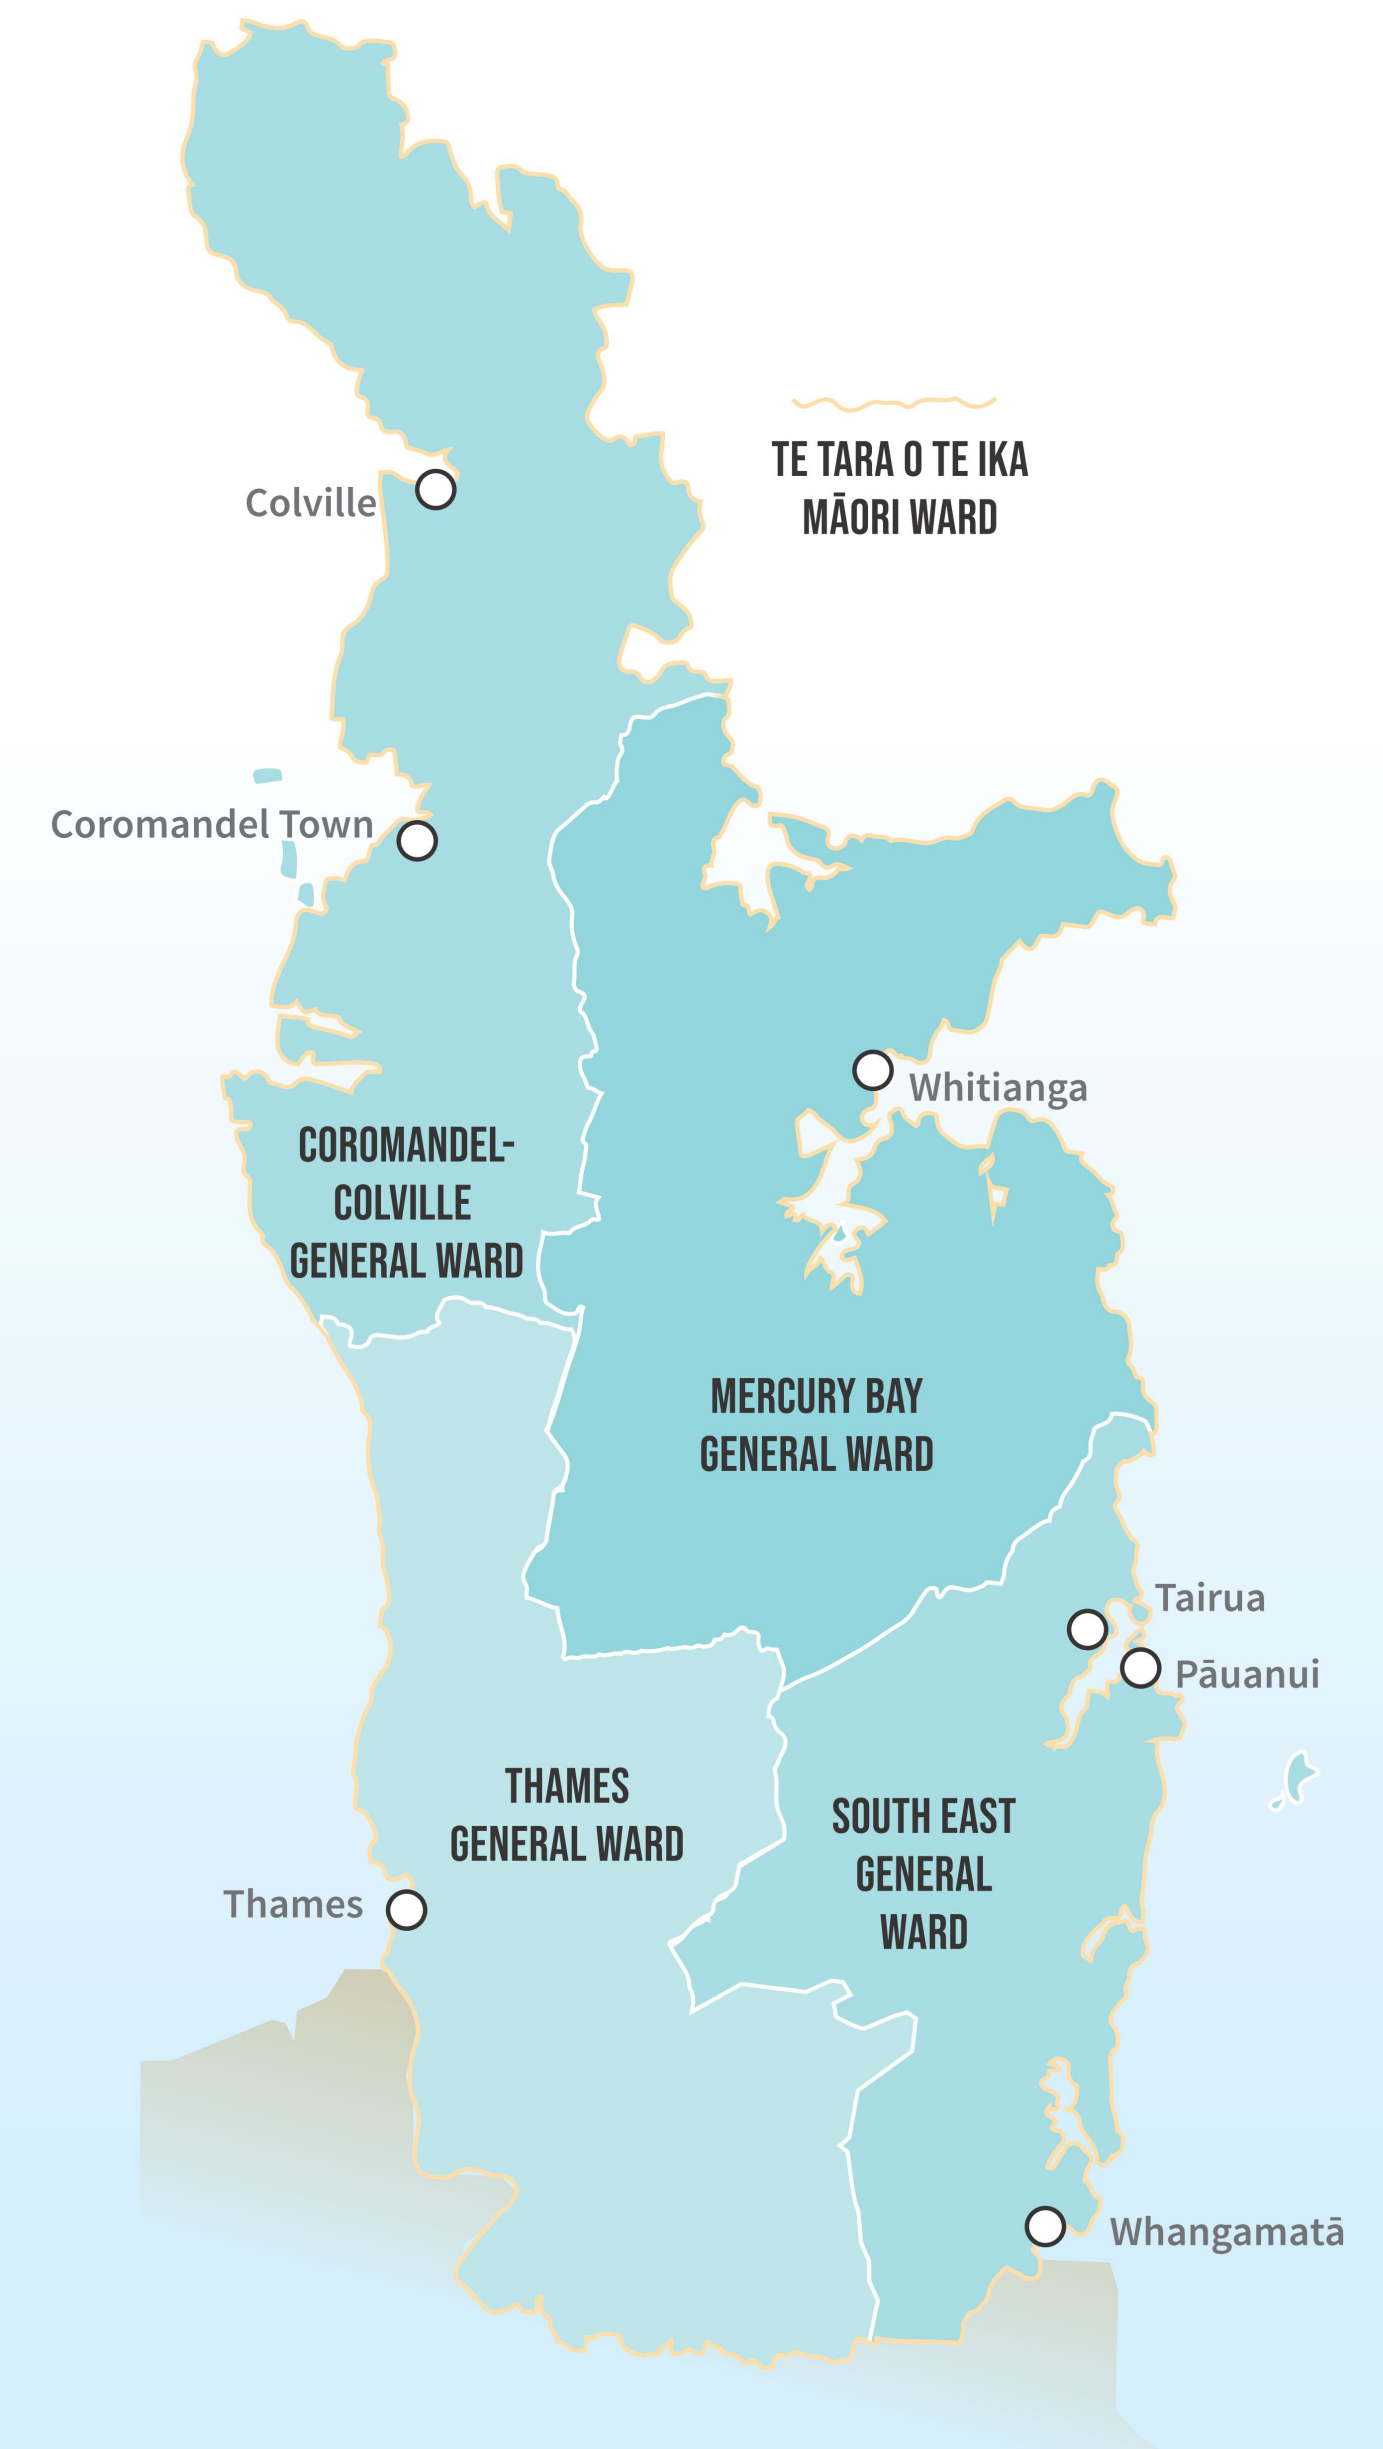 TE TARA O TE IKA
MĀORI WARD
Colville
Coromandel Town
Whitianga
COROMANDEL-
COLVILLE
GENERAL WARD
MERCURY BAY
GENERAL WARD
Tairua
Pāuanui
THAMES
GENERAL WARD
SOUTH EAST
GENERAL
WARD
Thames
Whangamatā